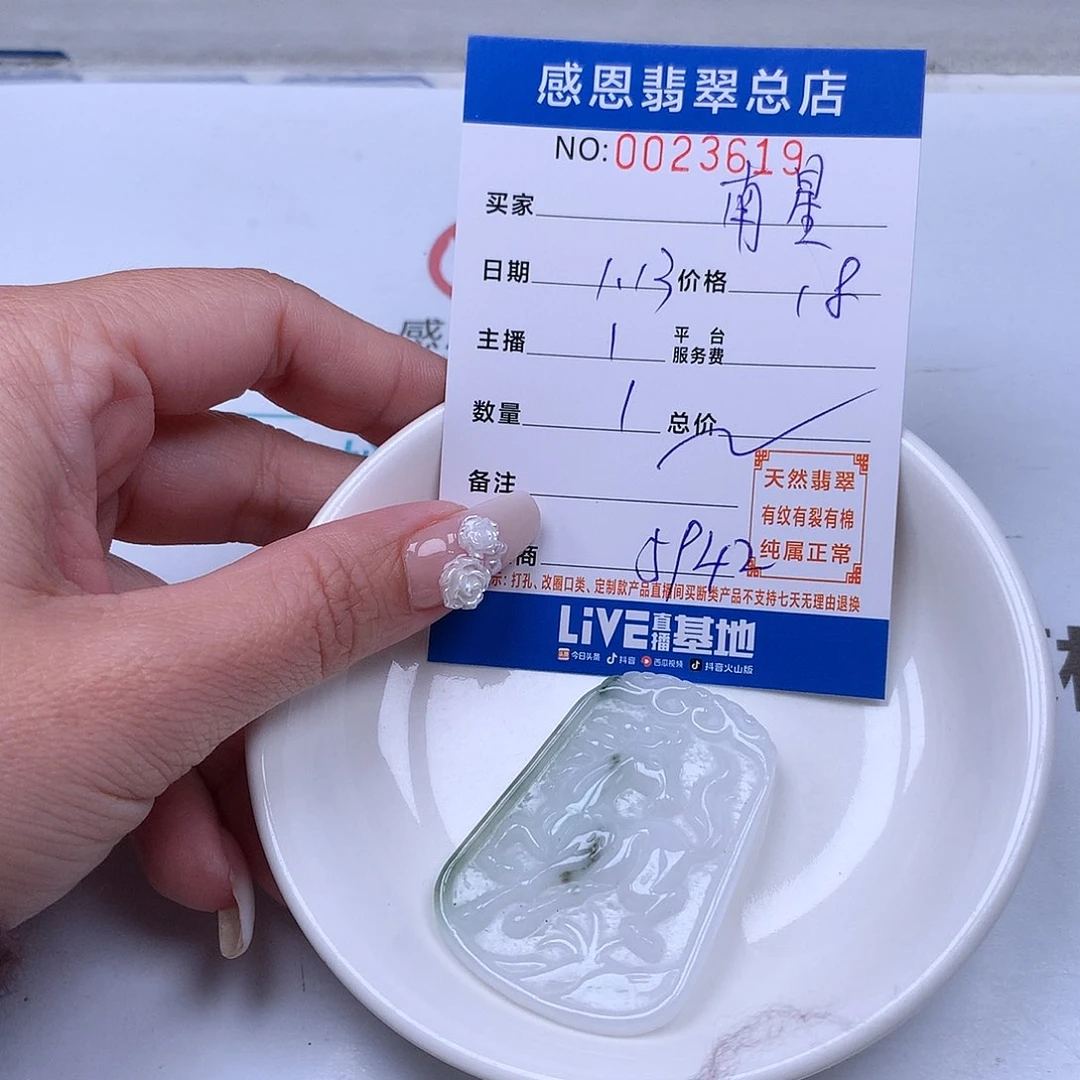 感恩翡翠总店
NO:0023619
买家 南星
日期 1.13 价格 18
主播 1 平台服务费
数量 1 总价
备注
天然翡翠
有纹有裂有棉
纯属正常
商 5942
示: 打孔、改圈口类、定制款产品直播间买断类产品不支持七天无理由退换
LiVE直播基地
今日头条 抖音 西瓜视频 抖音火山版
感